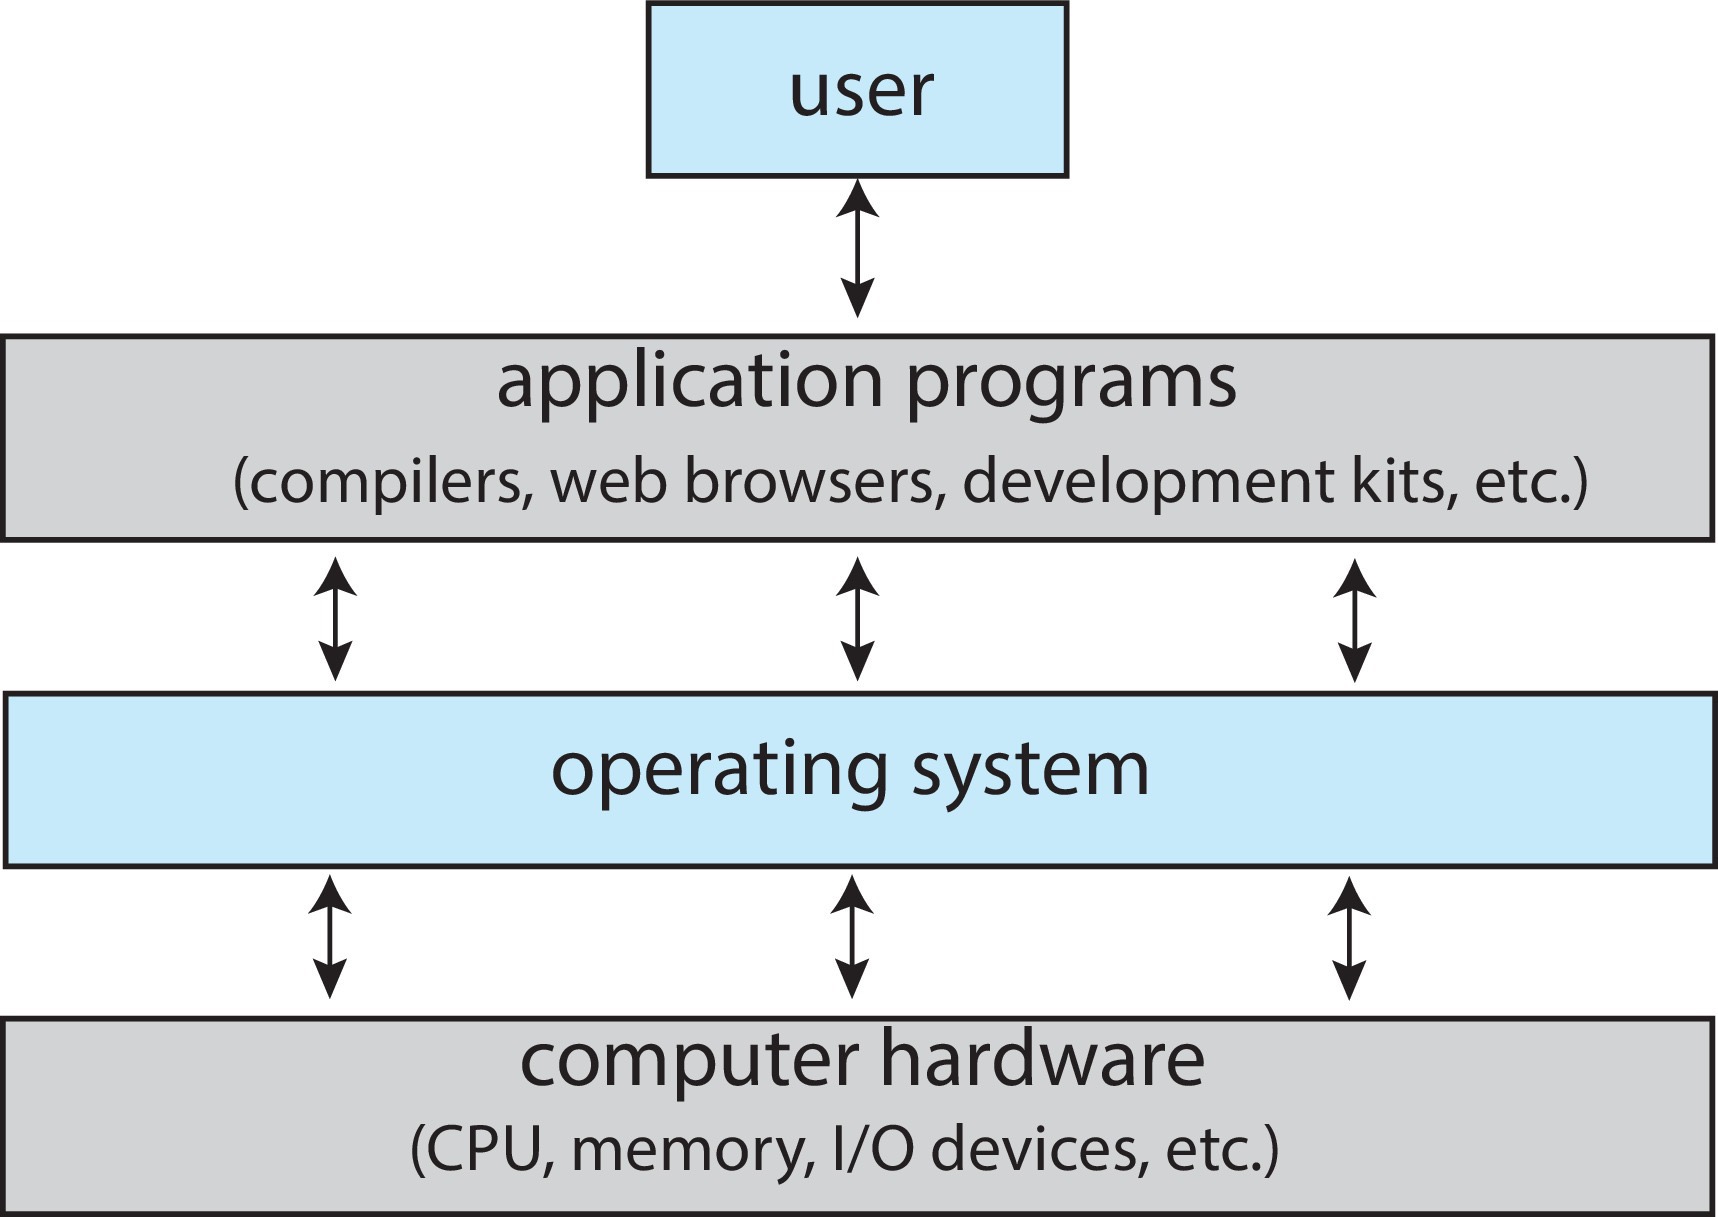 user
application programs
(compilers, web browsers, development kits, etc.)
operating system
computer hardware
(CPU, memory, I/O devices, etc.)